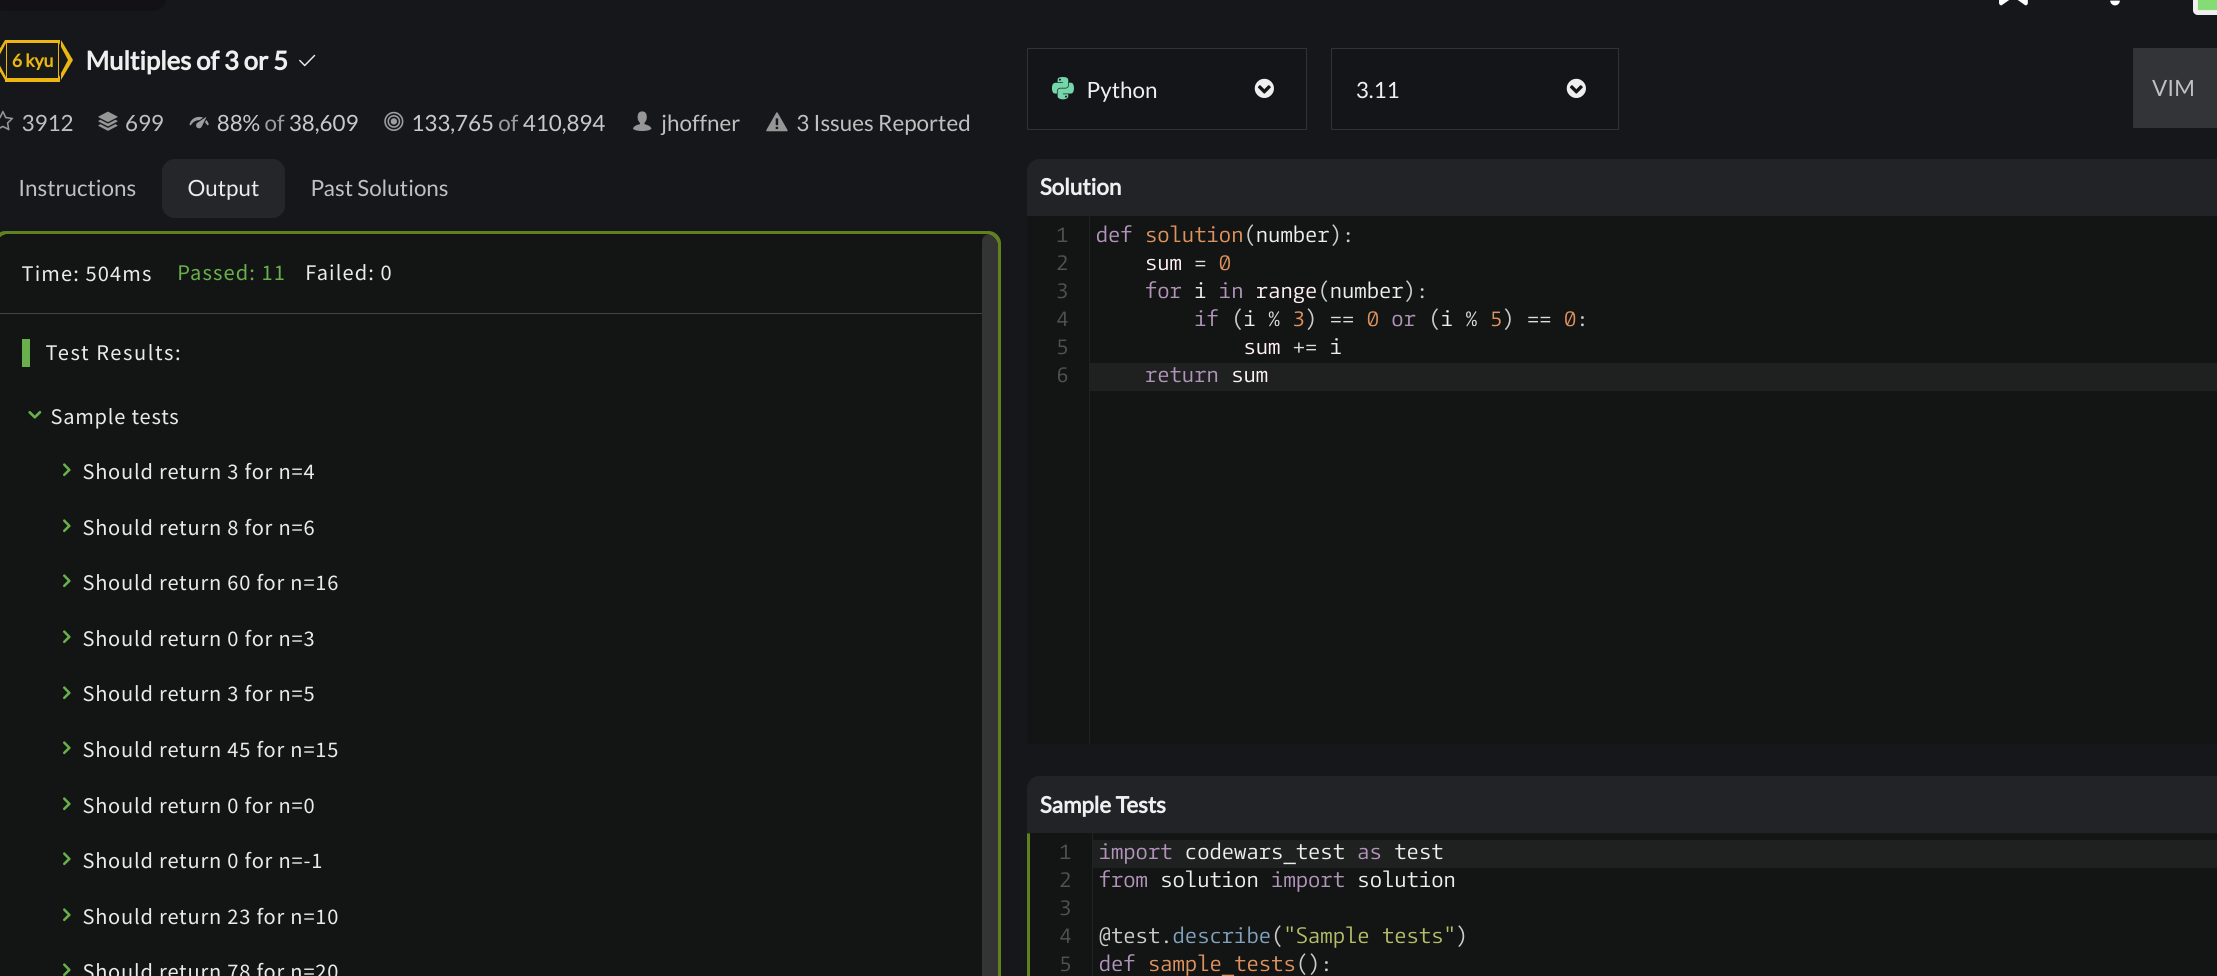 6 kyu Multiples of 3 or 5
3912 699 88% of 38,609 133,765 of 410,894 jhoffner 3 Issues Reported
Instructions Output Past Solutions
Time: 504ms Passed: 11 Failed: 0
Test Results:
Sample tests
Should return 3 for n=4
Should return 8 for n=6
Should return 60 for n=16
Should return 0 for n=3
Should return 3 for n=5
Should return 45 for n=15
Should return 0 for n=0
Should return 0 for n=-1
Should return 23 for n=10
Should return 78 for n=20
Python 3.11 VIM
Solution
1 def solution(number):
2     sum = 0
3     for i in range(number):
4         if (i % 3) == 0 or (i % 5) == 0:
5             sum += i
6     return sum
Sample Tests
1 import codewars_test as test
2 from solution import solution
3
4 @test.describe("Sample tests")
5 def sample_tests():